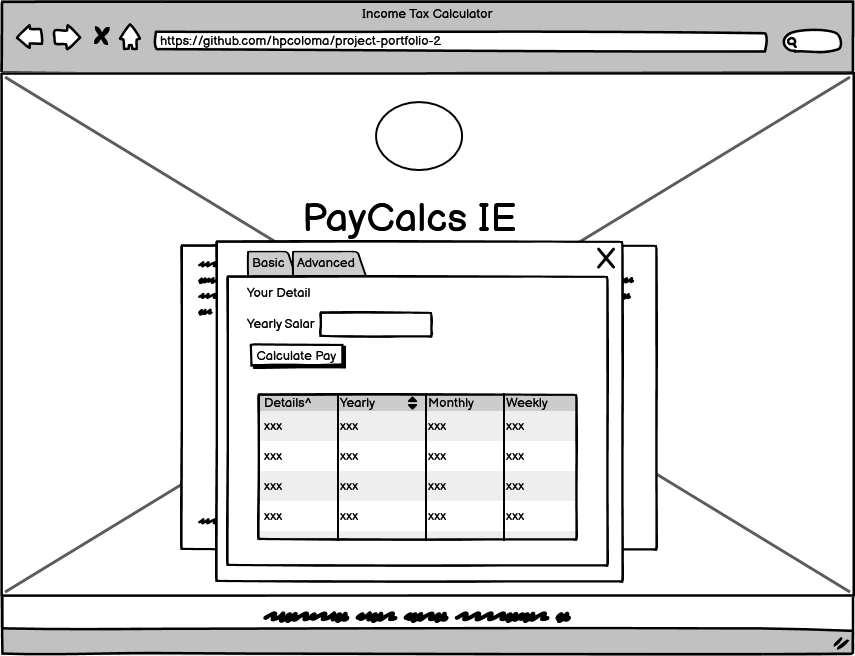 Income Tax Calculator
https://github.com/hpcoloma/project-portfolio-2
PayCalcs IE
Basic Advanced X
Your Detail
Yearly Salar
Calculate Pay
Details^ Yearly Monthly Weekly
xxx xxx xxx xxx
xxx xxx xxx xxx
xxx xxx xxx xxx
xxx xxx xxx xxx